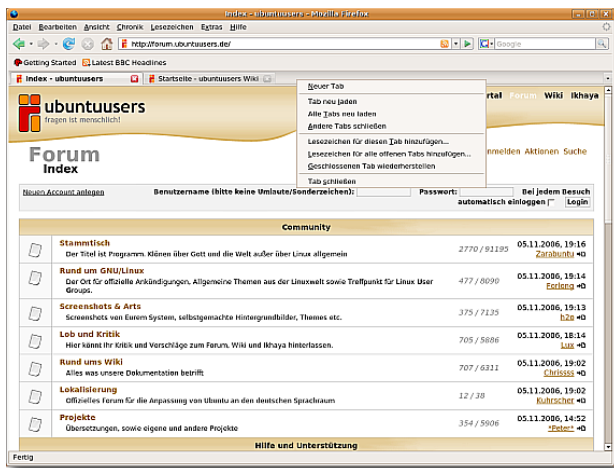 Index - ubuntuusers - Mozilla Firefox
Datei Bearbeiten Ansicht Chronik Lesezeichen Extras Hilfe
http://forum.ubuntuusers.de/
Google
Getting Started Latest BBC Headlines
Index - ubuntuusers
Startseite - ubuntuusers Wiki
Neuer Tab
Tab neu laden
Alle Tabs neu laden
Andere Tabs schließen
Lesezeichen für diesen Tab hinzufügen...
Lesezeichen für alle offenen Tabs hinzufügen...
Geschlossenen Tab wiederherstellen
Tab schließen
ubuntuusers
fragen ist menschlich!
rtal Forum Wiki Ikhaya
Forum
Index
nmelden Aktionen Suche
Neuen Account anlegen
Benutzername (bitte keine Umlaute/Sonderzeichen):
Passwort:
Bei jedem Besuch
automatisch einloggen
Login
Community
Stammtisch
Der Titel ist Programm. Klönen über Gott und die Welt außer über Linux allgemein
2770 / 91195
05.11.2006, 19:16
Zarabuntu
Rund um GNU/Linux
Der Ort für offizielle Ankündigungen. Allgemeine Themen aus der Linuxwelt sowie Treffpunkt für Linux User
Groups.
477 / 8090
05.11.2006, 19:14
Screenshots & Arts
Screenshots von Eurem System, selbstgemachte Hintergrundbilder, Themes etc.
375 / 7135
05.11.2006, 19:13
Lob und Kritik
Hier könnt ihr Kritik und Verschläge zum Forum, Wiki und Ikhaya hinterlassen.
705 / 5886
05.11.2006, 18:14
Lux
Rund ums Wiki
Alles was unsere Dokumentation betrifft
707 / 6311
05.11.2006, 19:02
Chrissss
Lokalisierung
Offizielles Forum für die Anpassung von Ubuntu an den deutschen Sprachraum
12 / 38
05.11.2006, 19:02
Kuhrscher
Projekte
Übersetzungen, sowie eigene und andere Projekte
354 / 5906
05.11.2006, 14:52
*Peter*
Hilfe und Unterstützung
Fertig